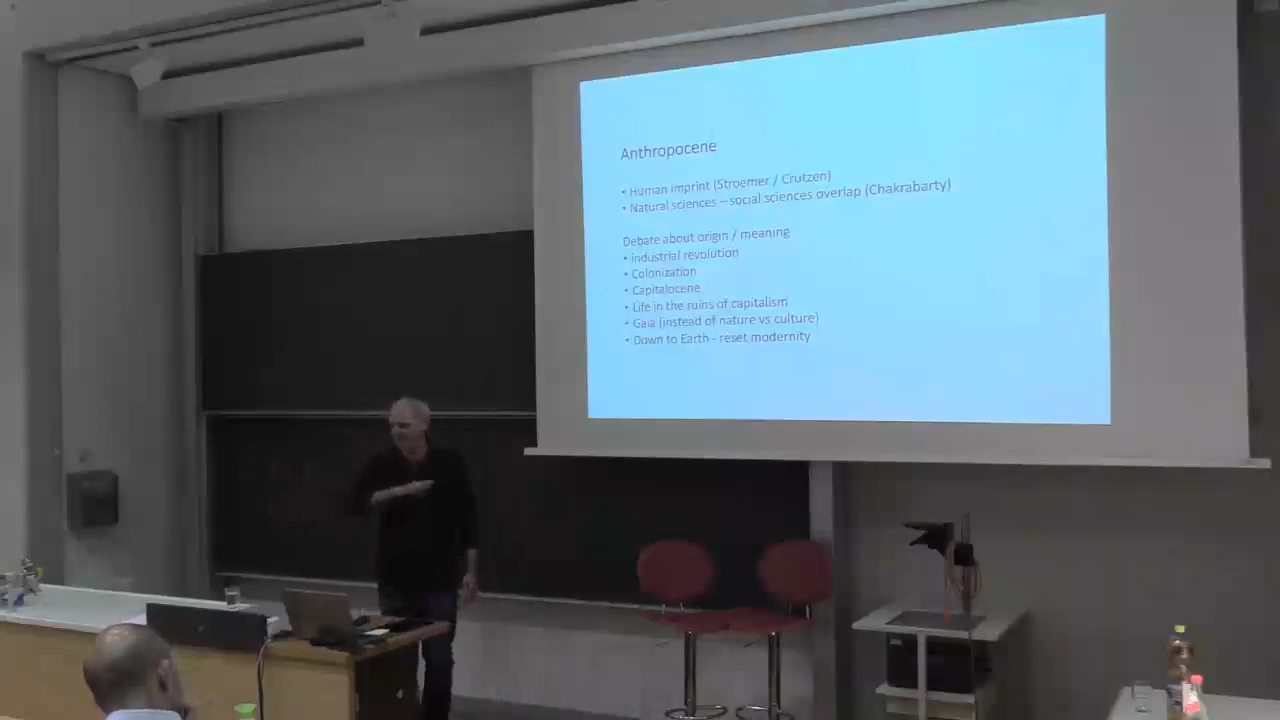 Anthropocene
• Human imprint (Stroemer / Crutzen)
• Natural sciences – social sciences overlap (Chakrabarty)
Debate about origin / meaning
• industrial revolution
• Colonization
• Capitalocene
• Life in the ruins of capitalism
• Gaia (instead of nature vs culture)
• Down to Earth - reset modernity